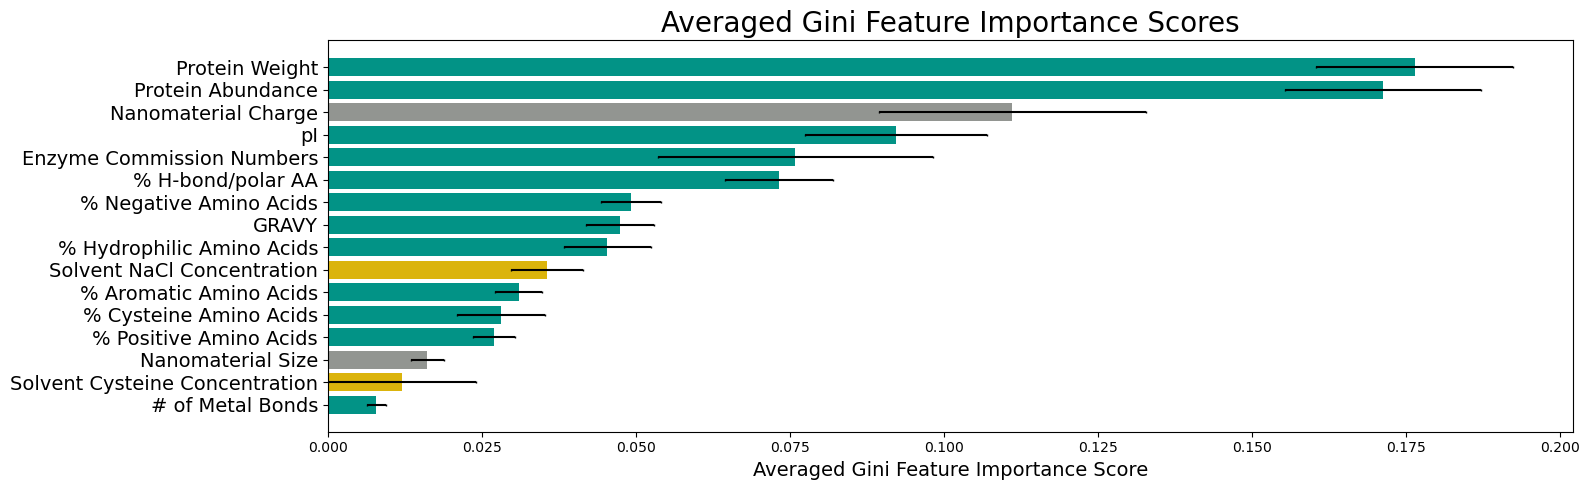 Averaged Gini Feature Importance Scores
Protein Weight
Protein Abundance
Nanomaterial Charge
pI
Enzyme Commission Numbers
% H-bond/polar AA
% Negative Amino Acids
GRAVY
% Hydrophilic Amino Acids
Solvent NaCl Concentration
% Aromatic Amino Acids
% Cysteine Amino Acids
% Positive Amino Acids
Nanomaterial Size
Solvent Cysteine Concentration
# of Metal Bonds
0.000 0.025 0.050 0.075 0.100 0.125 0.150 0.175 0.200
Averaged Gini Feature Importance Score